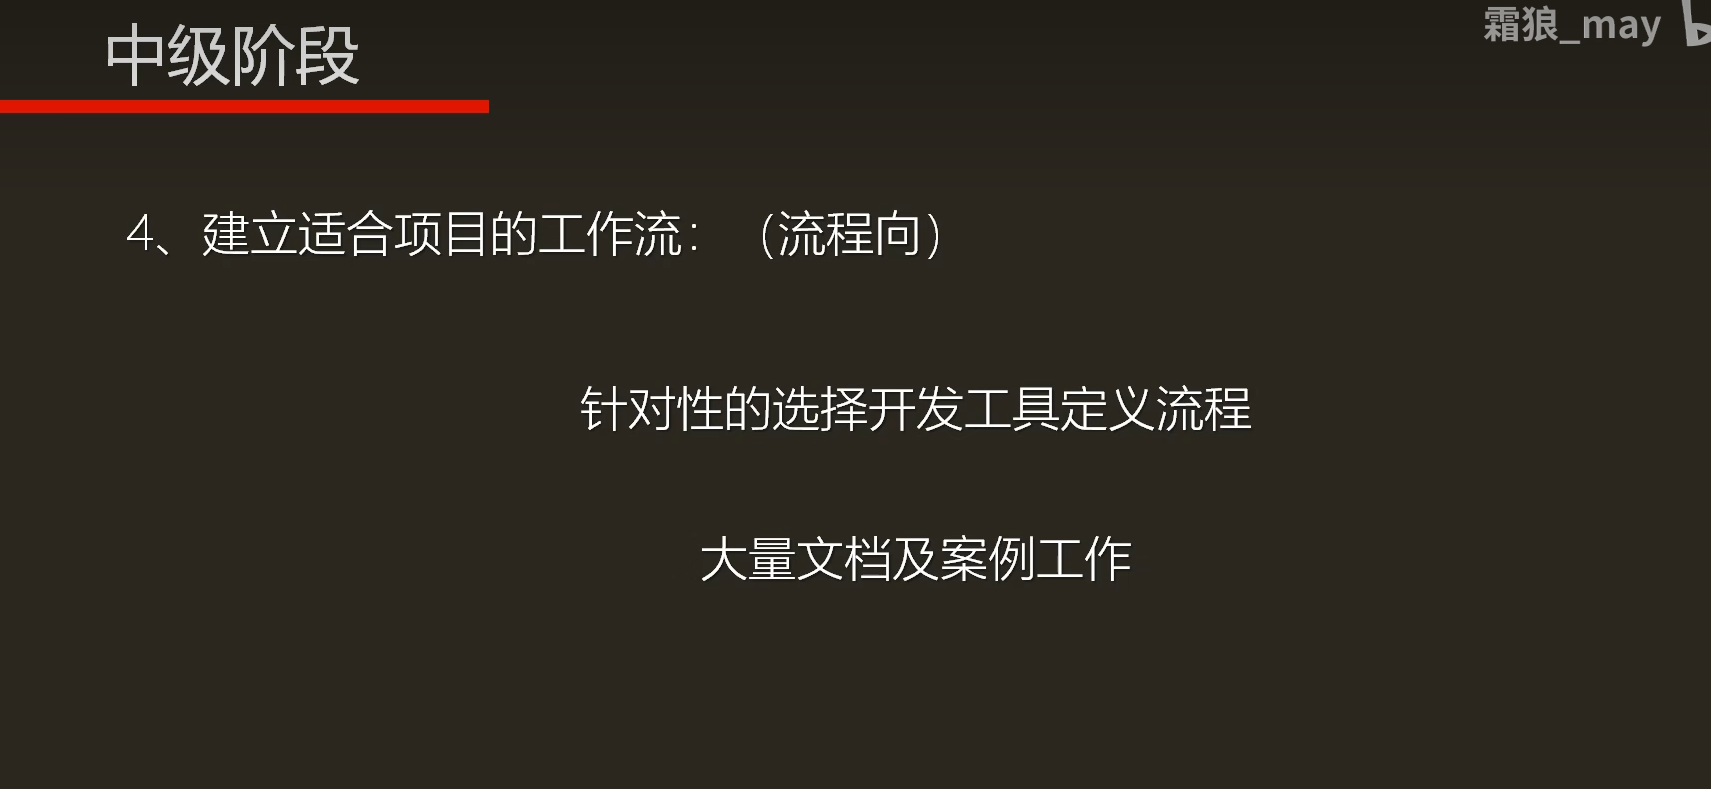 中级阶段
霜狼_may
4、建立适合项目的工作流：（流程向）
针对性的选择开发工具定义流程
大量文档及案例工作